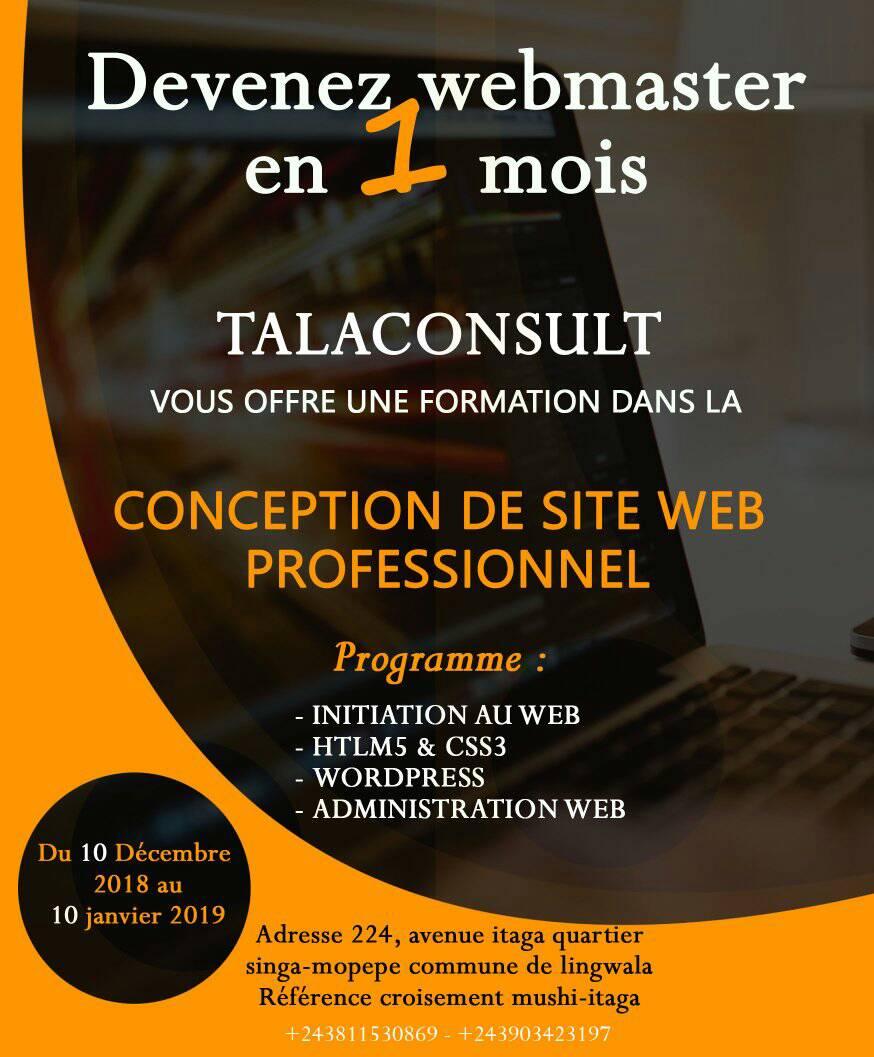 Devenez webmaster
en 1 mois
TALACONSULT
VOUS OFFRE UNE FORMATION DANS LA
CONCEPTION DE SITE WEB
PROFESSIONNEL
Programme :
- INITIATION AU WEB
- HTLM5 & CSS3
- WORDPRESS
- ADMINISTRATION WEB
Du 10 Décembre
2018 au
10 janvier 2019
Adresse 224, avenue itaga quartier
singa-mopepe commune de lingwala
Référence croisement mushi-itaga
+243811530869 - +243903423197